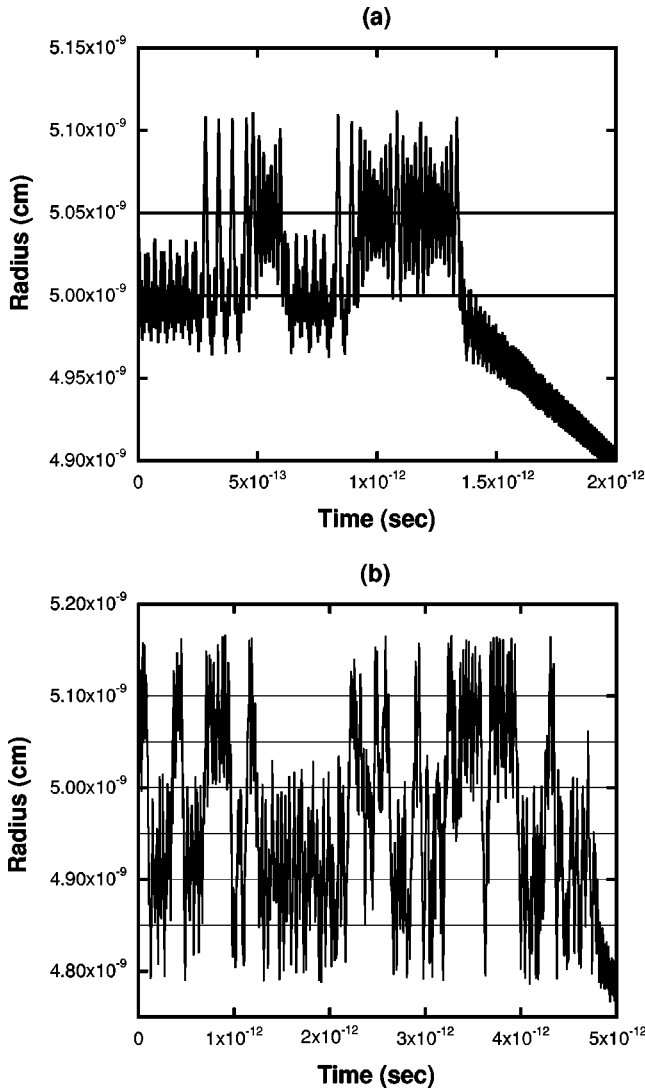 (a)
5.15x10⁻⁹
5.10x10⁻⁹
5.05x10⁻⁹
5.00x10⁻⁹
4.95x10⁻⁹
4.90x10⁻⁹
Radius (cm)
0
5x10⁻¹³
1x10⁻¹²
1.5x10⁻¹²
2x10⁻¹²
Time (sec)
(b)
5.20x10⁻⁹
5.10x10⁻⁹
5.00x10⁻⁹
4.90x10⁻⁹
4.80x10⁻⁹
Radius (cm)
0
1x10⁻¹²
2x10⁻¹²
3x10⁻¹²
4x10⁻¹²
5x10⁻¹²
Time (sec)